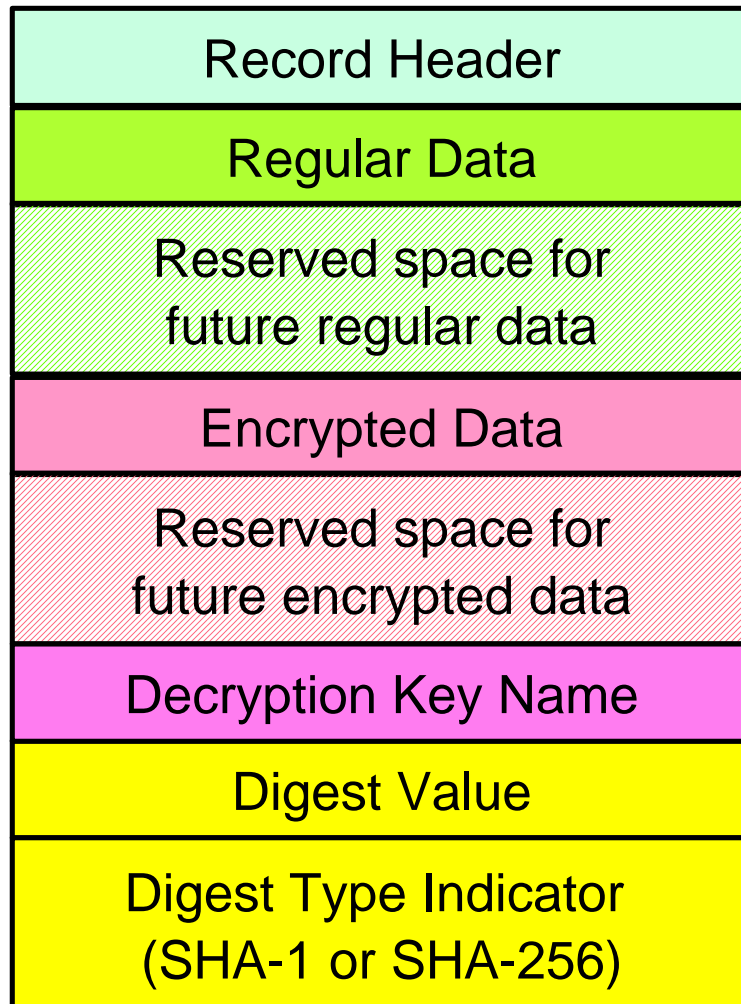 Record Header
Regular Data
Reserved space for
future regular data
Encrypted Data
Reserved space for
future encrypted data
Decryption Key Name
Digest Value
Digest Type Indicator
(SHA-1 or SHA-256)